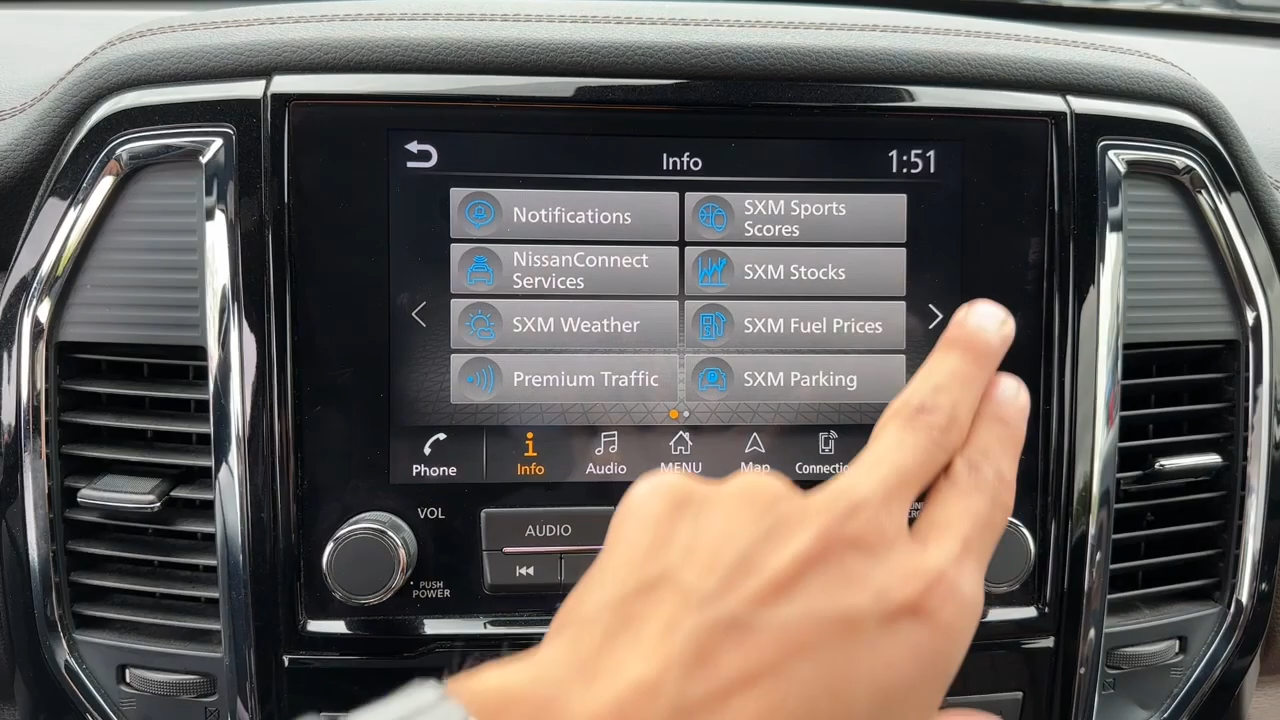 Info
1:51
Notifications
SXM Sports
Scores
NissanConnect
Services
SXM Stocks
SXM Weather
SXM Fuel Prices
Premium Traffic
SXM Parking
Phone
Info
Audio
MENU
Map
VOL
AUDIO
PUSH
POWER